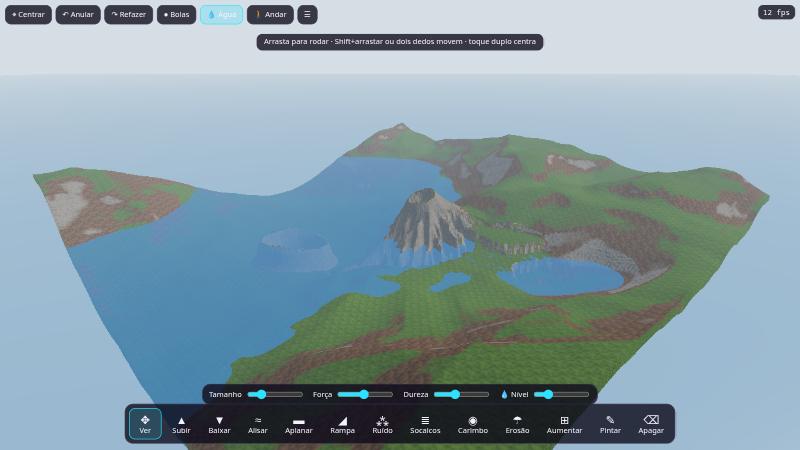 ⌖ Centrar ↶ Anular ↷ Refazer ● Bolas 💧 Água 🚶 Andar ☰ 12 fps
Arrasta para rodar · Shift+arrastar ou dois dedos movem · toque duplo centra
Tamanho Força Dureza 💧 Nível
Ver Subir Baixar Alisar Aplanar Rampa Ruído Socalcos Carimbo Erosão Aumentar Pintar Apagar